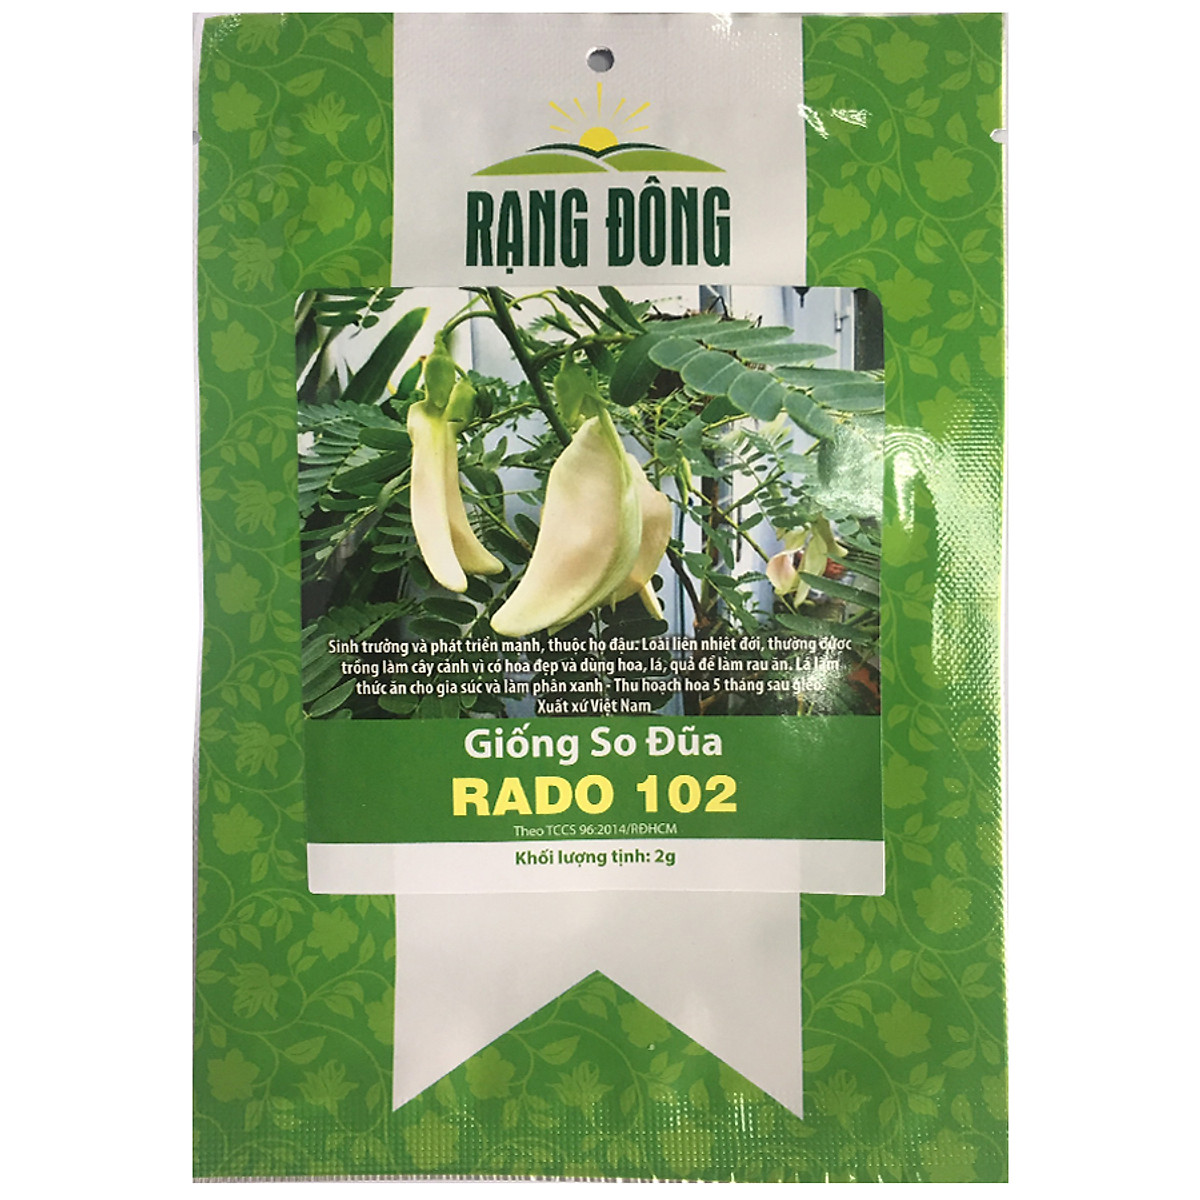 RẠNG ĐÔNG
Sinh trưởng và phát triển mạnh, thuộc họ đậu. Loài liên nhiệt đới, thường được
trồng làm cây cảnh vì có hoa đẹp và dùng hoa, lá, quả để làm rau ăn. Lá làm
thức ăn cho gia súc và làm phân xanh - Thu hoạch hoa 5 tháng sau gieo.
Xuất xứ Việt Nam
Giống So Đũa
RADO 102
Theo TCCS 96:2014/RĐHCM
Khối lượng tịnh: 2g